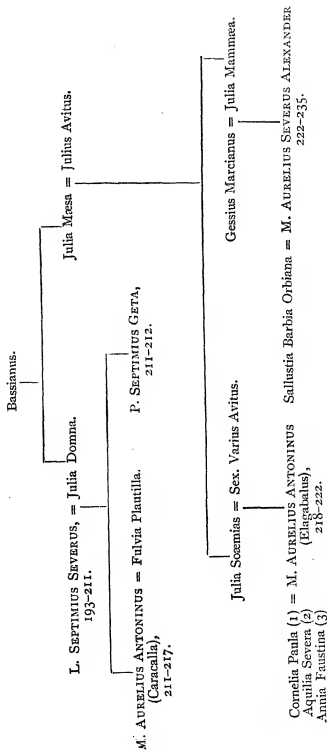 Bassianus.
L. SEPTIMIUS SEVERUS, = Julia Domna.
193-211.
Julia Mæsa = Julius Avitus.
M. AURELIUS ANTONINUS = Fulvia Plautilla.
(Caracalla),
211-217.
P. SEPTIMIUS GETA,
211-212.
Julia Soæmias = Sex. Varius Avitus.
Gessius Marcianus = Julia Mammæa.
Cornelia Paula (1) = M. AURELIUS ANTONINUS
Aquilia Severa (2) (Elagabalus),
Annia Faustina (3) 218-222.
Sallustia Barbia Orbiana = M. AURELIUS SEVERUS ALEXANDER
222-235.